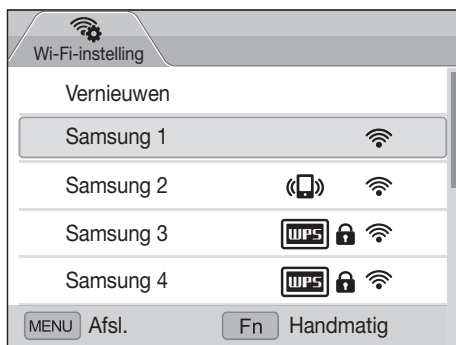 Wi-Fi-instelling
Vernieuwen
Samsung 1
Samsung 2
Samsung 3 WPS
Samsung 4 WPS
MENU Afsl. Fn Handmatig